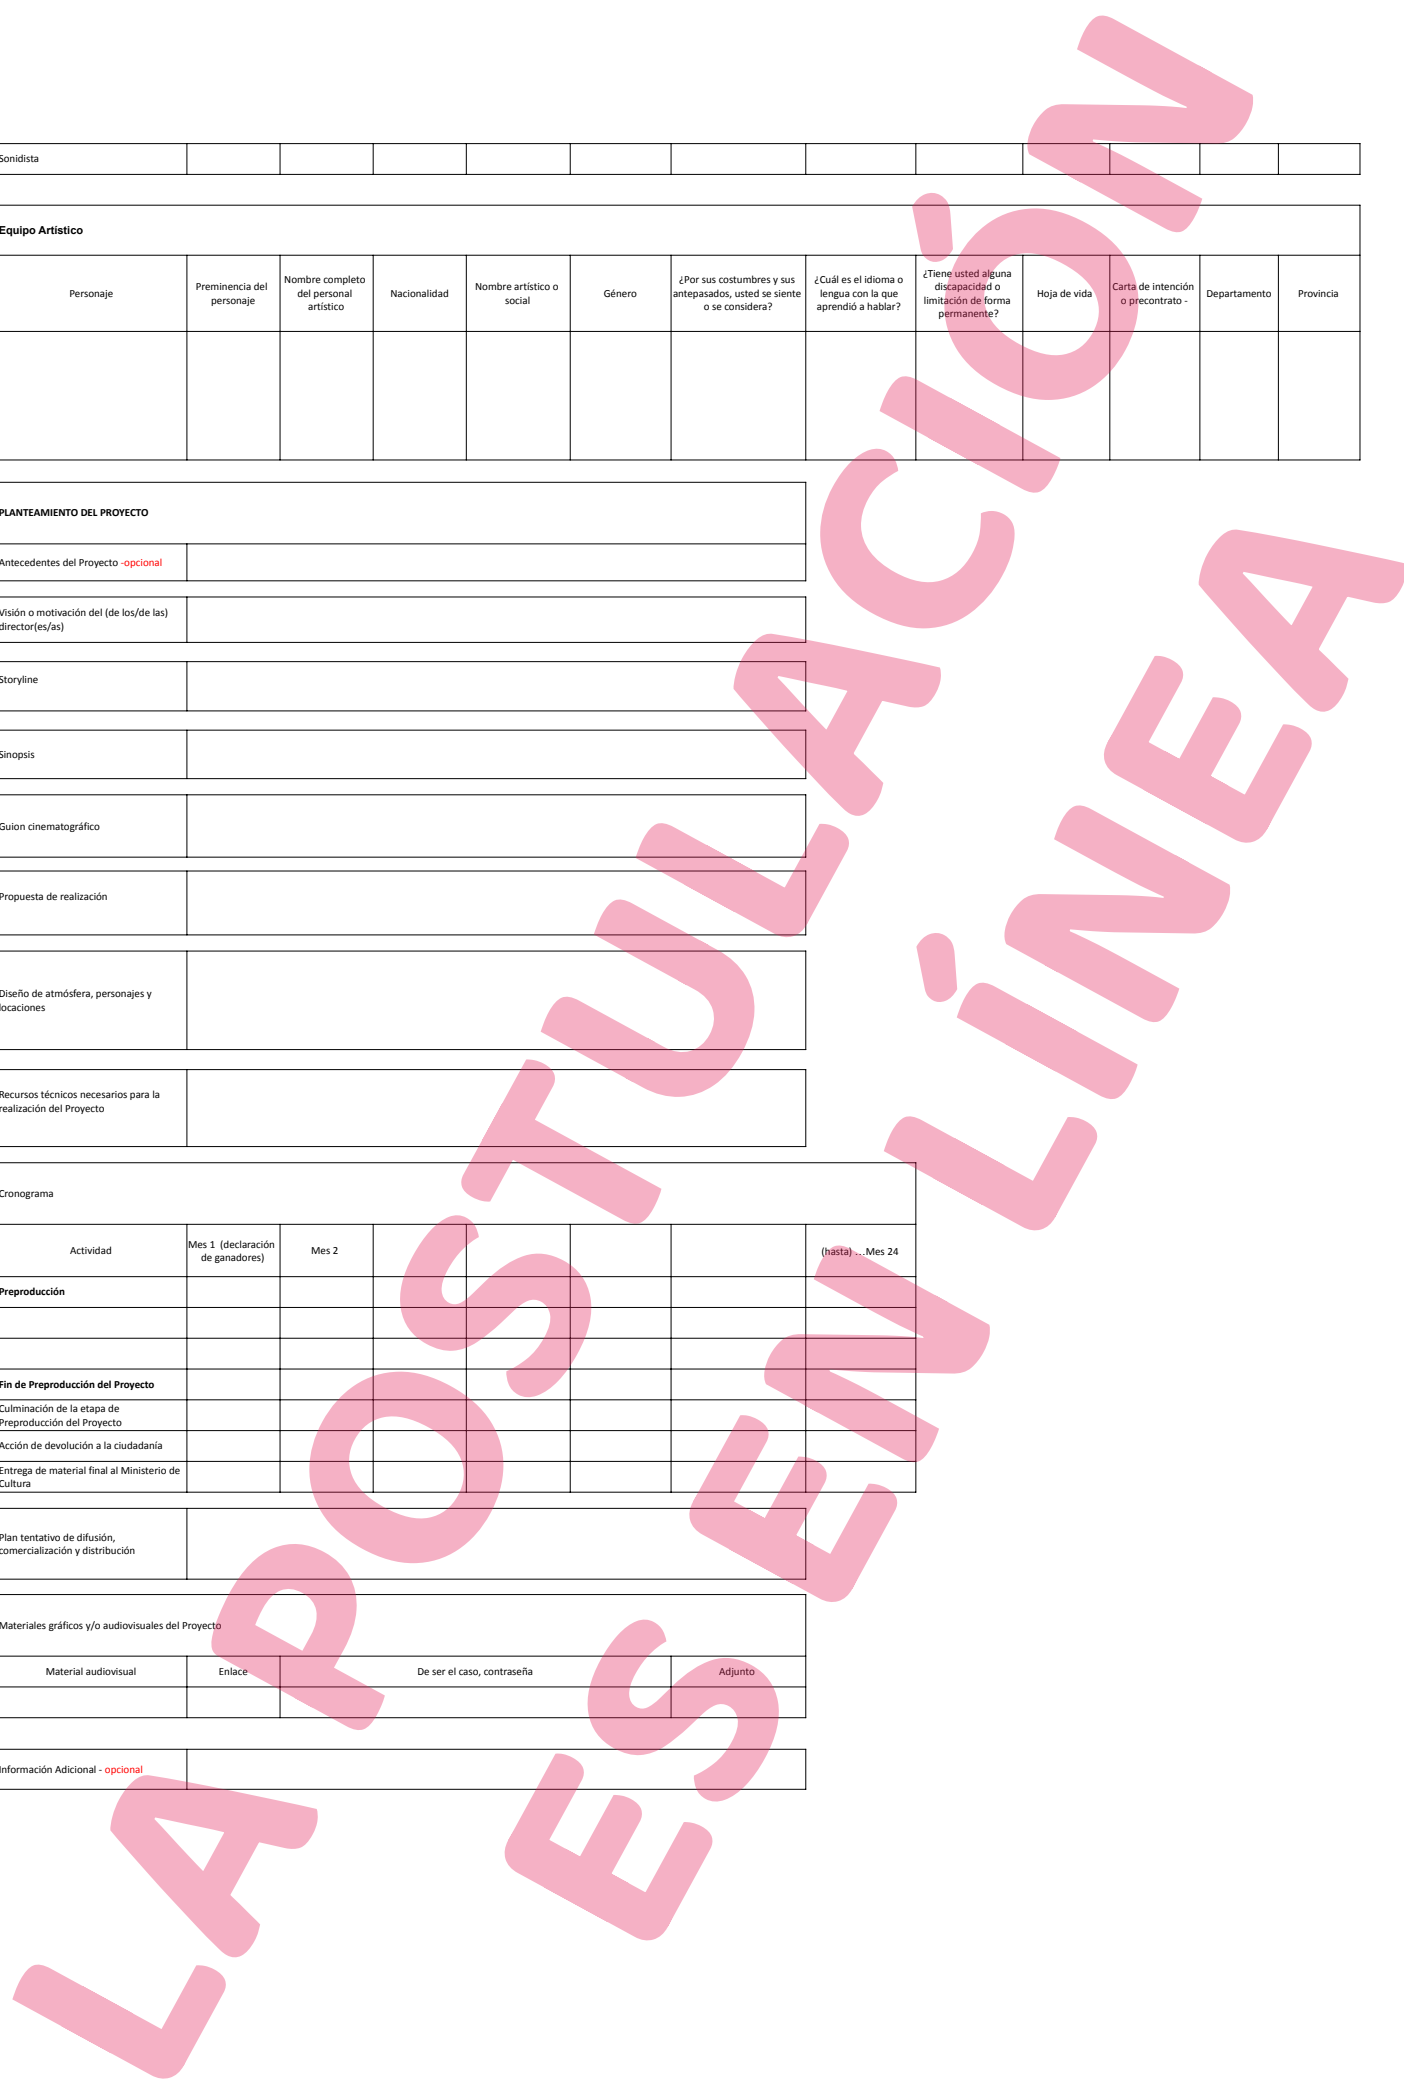 Sonidista
Equipo Artístico
Personaje
Preminencia del
personaje
Nombre completo
del personal
artístico
Nacionalidad
Nombre artístico o
social
Género
¿Por sus costumbres y sus
antepasados, usted se siente
o se considera?
¿Cuál es el idioma o
lengua con la que
aprendió a hablar?
¿Tiene usted alguna
discapacidad o
limitación de forma
permanente?
Hoja de vida
Carta de intención
o precontrato -
Departamento
Provincia
PLANTEAMIENTO DEL PROYECTO
Antecedentes del Proyecto -opcional
Visión o motivación del (de los/de las)
director(es/as)
Storyline
Sinopsis
Guion cinematográfico
Propuesta de realización
Diseño de atmósfera, personajes y
locaciones
Recursos técnicos necesarios para la
realización del Proyecto
Cronograma
Actividad
Mes 1 (declaración
de ganadores)
Mes 2
(hasta) …Mes 24
Preproducción
Fin de Preproducción del Proyecto
Culminación de la etapa de
Preproducción del Proyecto
Acción de devolución a la ciudadanía
Entrega de material final al Ministerio de
Cultura
Plan tentativo de difusión,
comercialización y distribución
Materiales gráficos y/o audiovisuales del Proyecto
Material audiovisual
Enlace
De ser el caso, contraseña
Adjunto
Información Adicional - opcional
LA POSTULACIÓN
ES EN LÍNEA